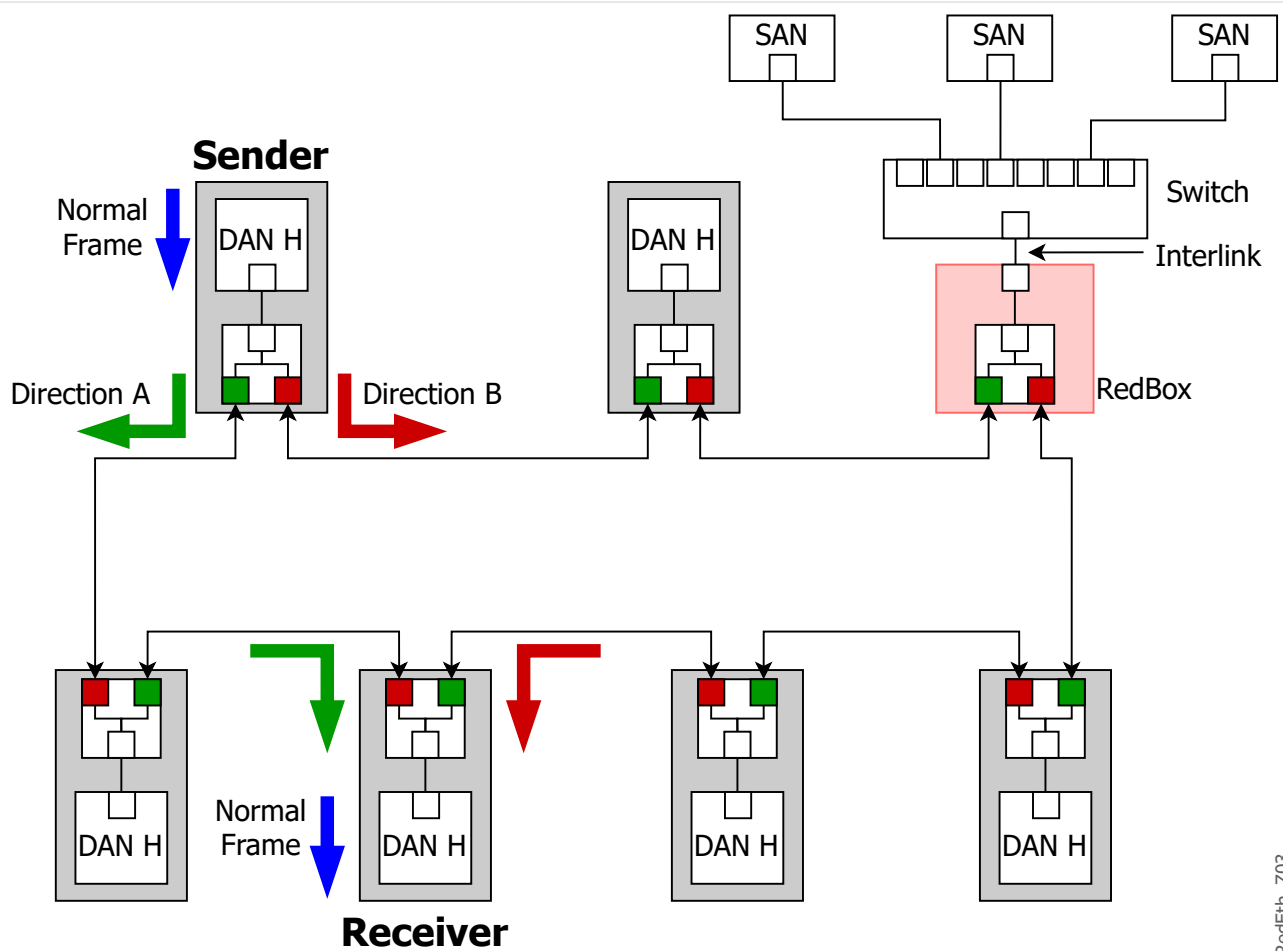 SAN
SAN
SAN
Sender
Normal
Frame
DAN H
DAN H
Switch
Interlink
Direction A
Direction B
RedBox
Normal
Frame
DAN H
DAN H
DAN H
DAN H
Receiver